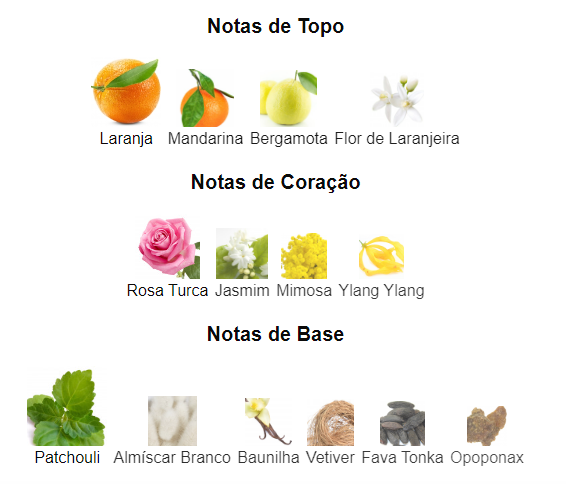 Notas de Topo
Laranja Mandarina Bergamota Flor de Laranjeira
Notas de Coração
Rosa Turca Jasmim Mimosa Ylang Ylang
Notas de Base
Patchouli Almíscar Branco Baunilha Vetiver Fava Tonka Opoponax